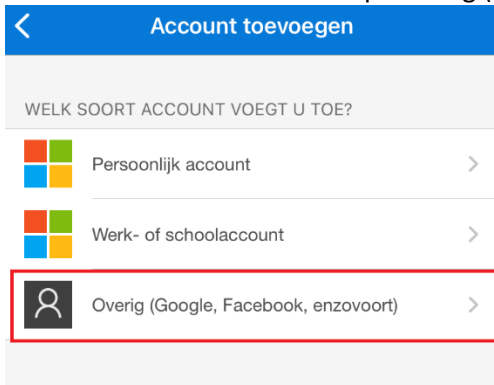 Account toevoegen
WELK SOORT ACCOUNT VOEGT U TOE?
Persoonlijk account
Werk- of schoolaccount
Overig (Google, Facebook, enzovoort)